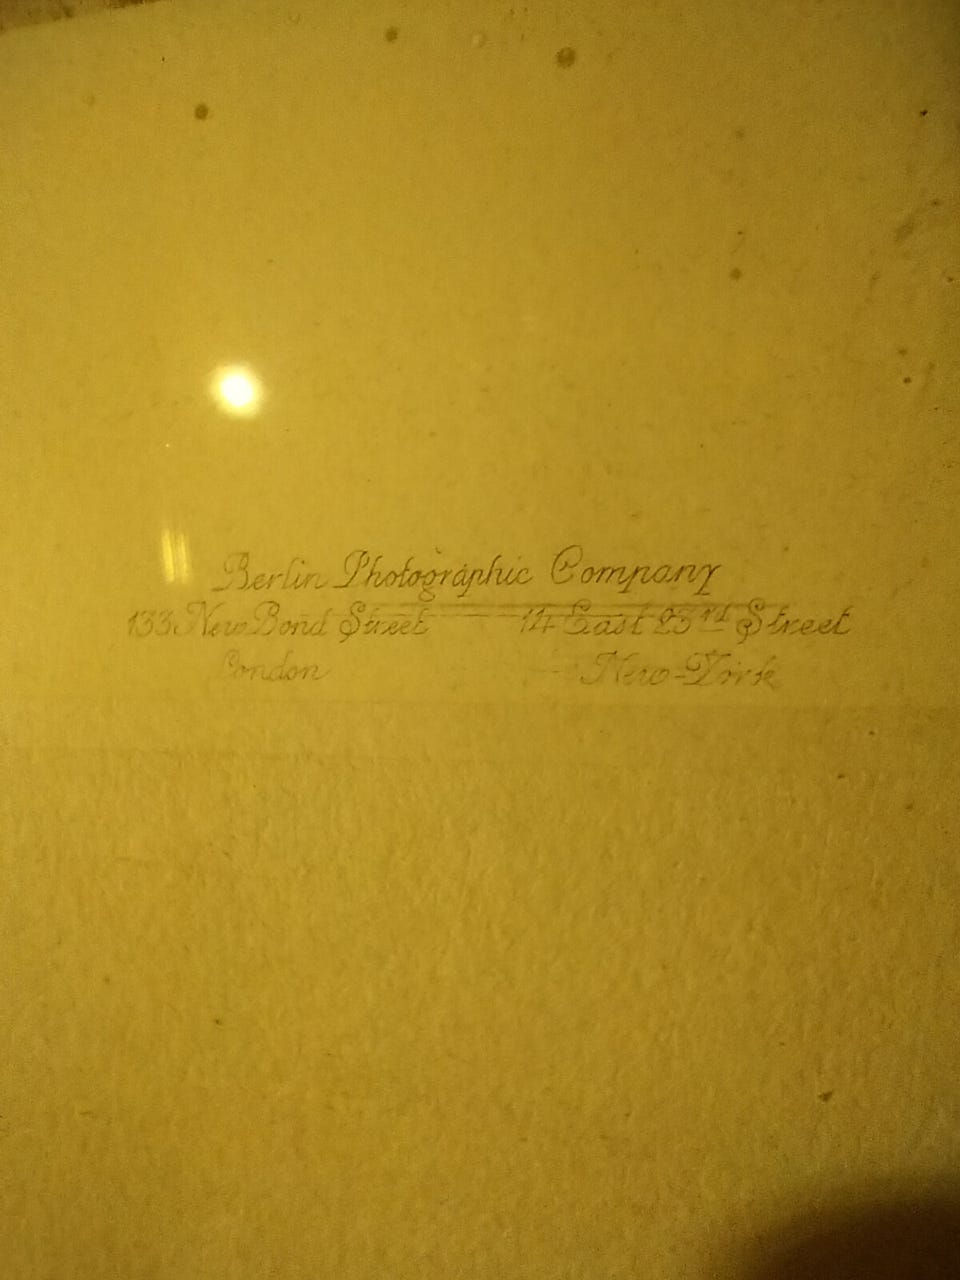 Berlin Photographic Company
133 New Bond Street 14 East 23rd Street
London New-York